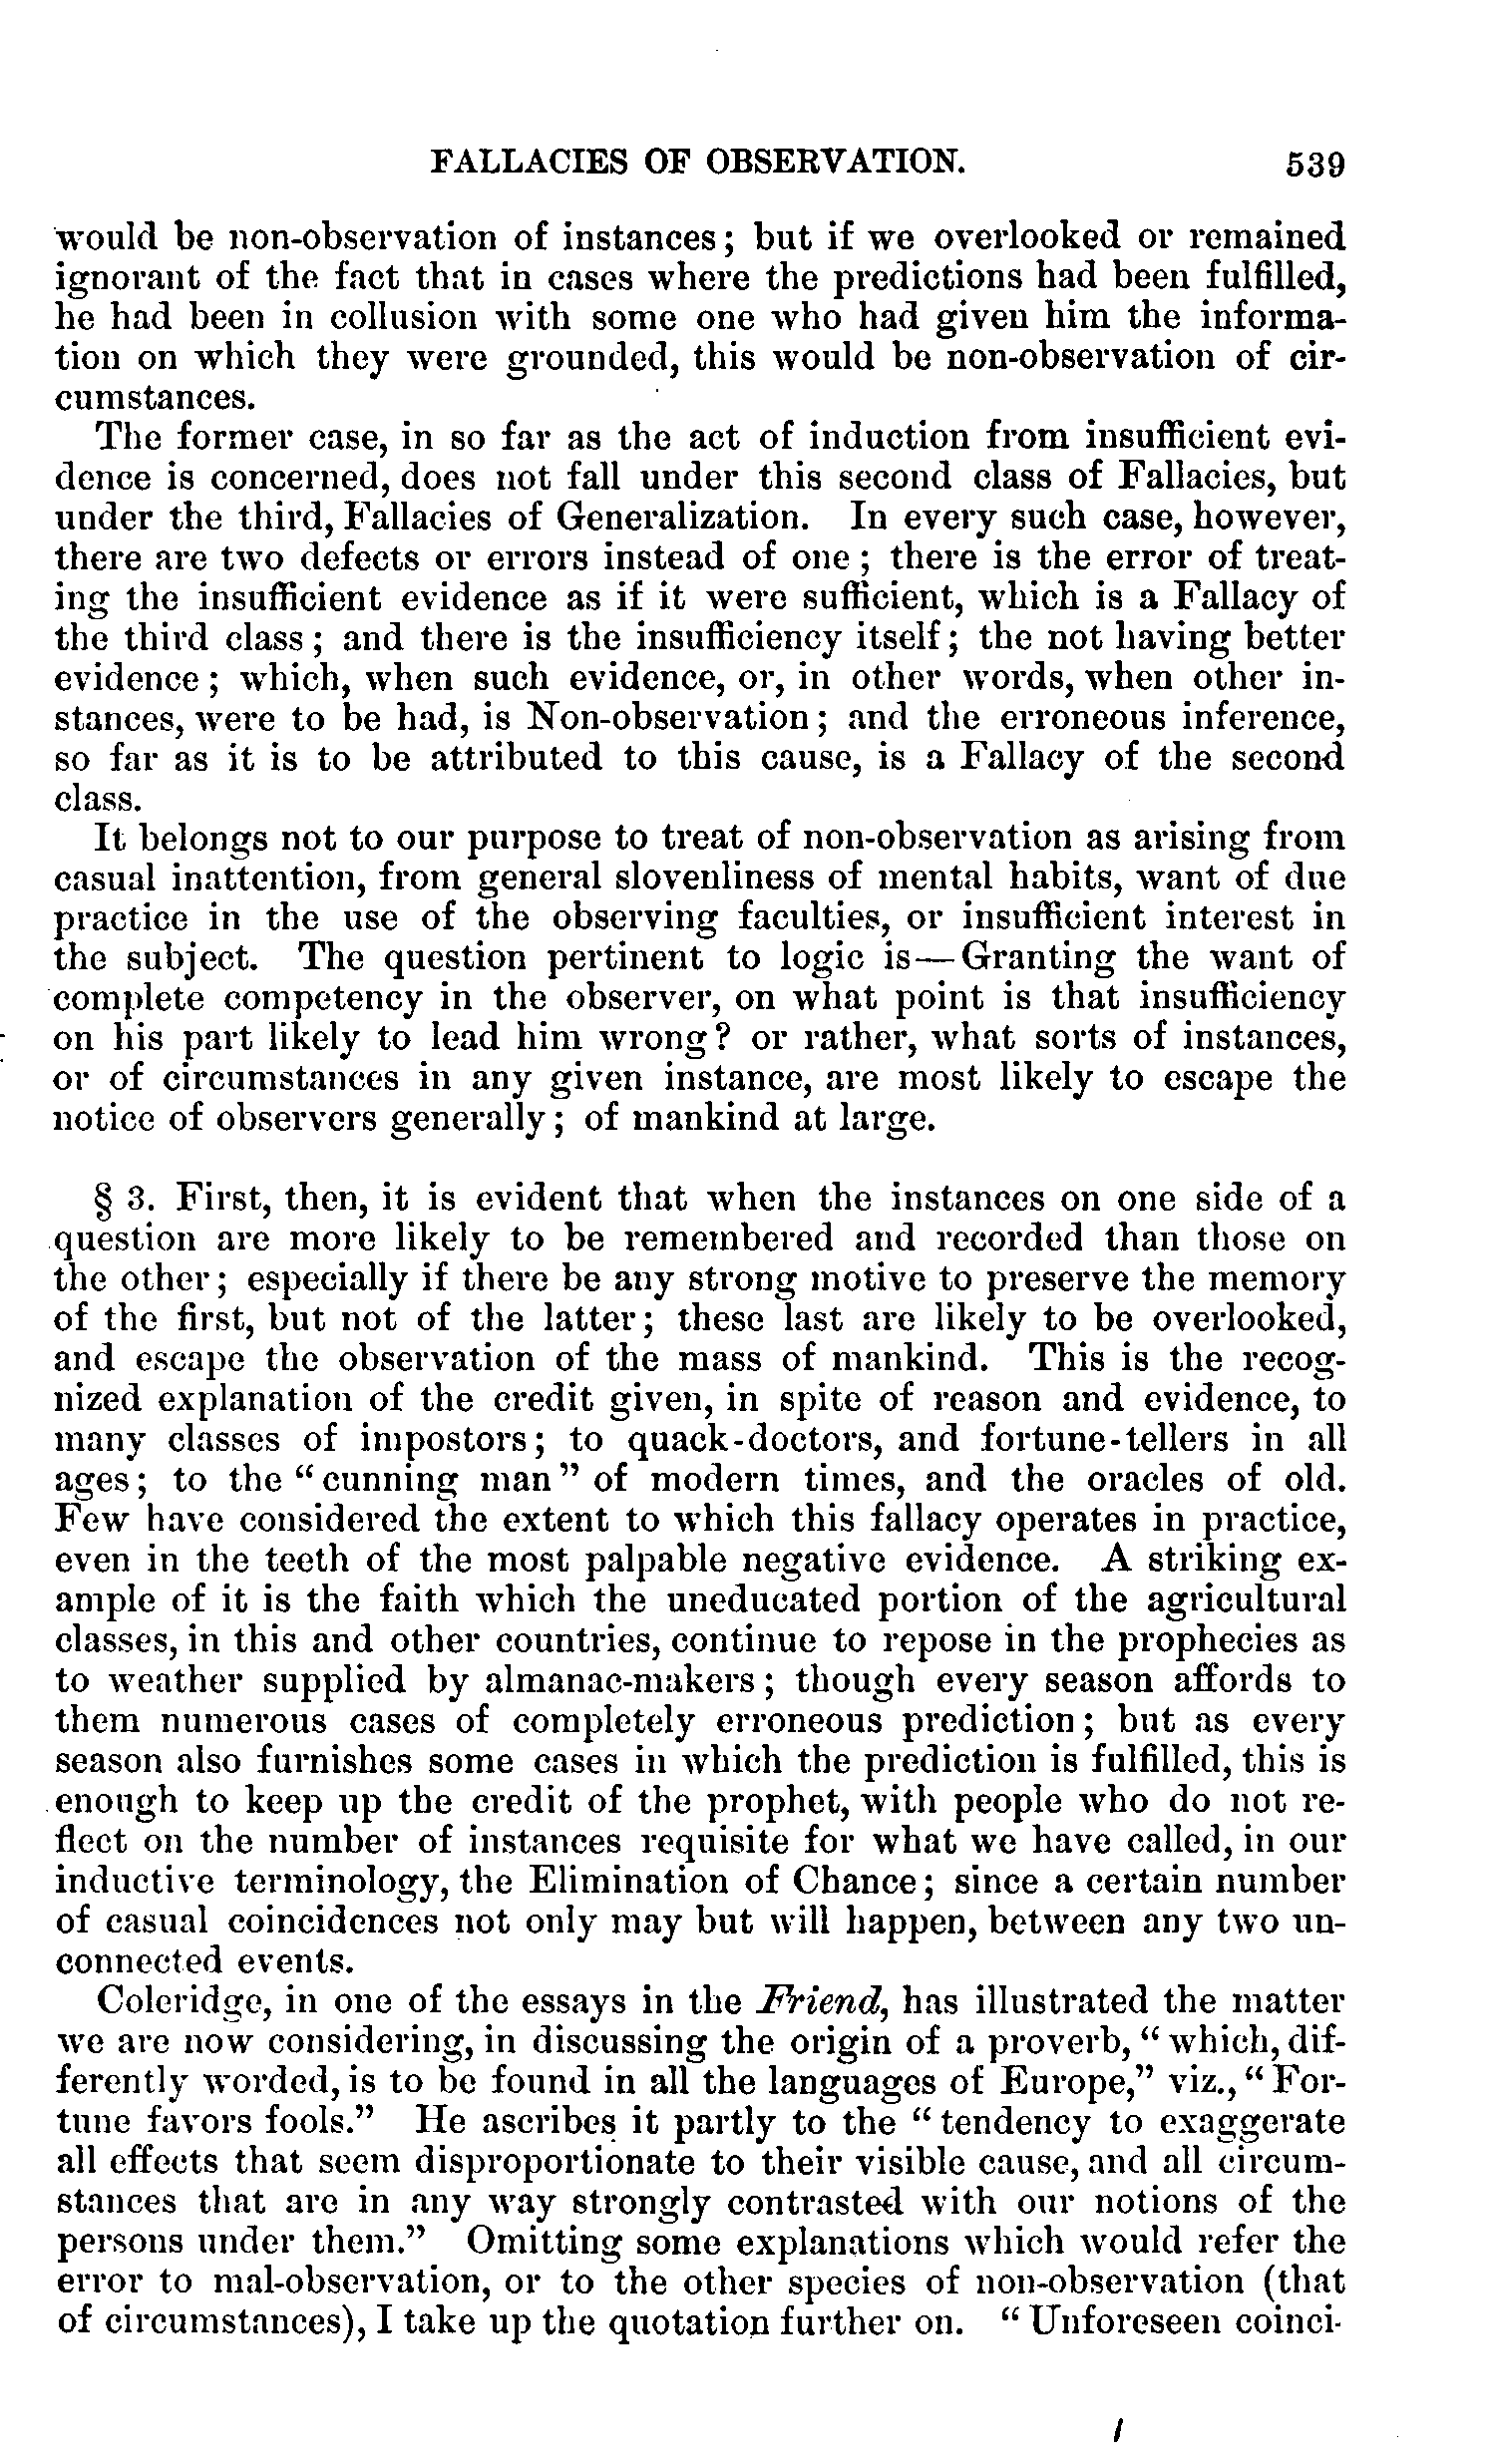 FALLACIES OF OBSERVATION. 539
would be non-observation of instances; but if we overlooked or remained
ignorant of the fact that in cases where the predictions had been fulfilled,
he had been in collusion with some one who had given him the informa-
tion on which they were grounded, this would be non-observation of cir-
cumstances.
The former case, in so far as the act of induction from insufficient evi-
dence is concerned, does not fall under this second class of Fallacies, but
under the third, Fallacies of Generalization. In every such case, however,
there are two defects or errors instead of one; there is the error of treat-
ing the insufficient evidence as if it were sufficient, which is a Fallacy of
the third class; and there is the insufficiency itself; the not having better
evidence; which, when such evidence, or, in other words, when other in-
stances, were to be had, is Non-observation; and the erroneous inference,
so far as it is to be attributed to this cause, is a Fallacy of the second
class.
It belongs not to our purpose to treat of non-observation as arising from
casual inattention, from general slovenliness of mental habits, want of due
practice in the use of the observing faculties, or insufficient interest in
the subject. The question pertinent to logic is—Granting the want of
complete competency in the observer, on what point is that insufficiency
on his part likely to lead him wrong? or rather, what sorts of instances,
or of circumstances in any given instance, are most likely to escape the
notice of observers generally; of mankind at large.
§ 3. First, then, it is evident that when the instances on one side of a
question are more likely to be remembered and recorded than those on
the other; especially if there be any strong motive to preserve the memory
of the first, but not of the latter; these last are likely to be overlooked,
and escape the observation of the mass of mankind. This is the recog-
nized explanation of the credit given, in spite of reason and evidence, to
many classes of impostors; to quack-doctors, and fortune-tellers in all
ages; to the “cunning man” of modern times, and the oracles of old.
Few have considered the extent to which this fallacy operates in practice,
even in the teeth of the most palpable negative evidence. A striking ex-
ample of it is the faith which the uneducated portion of the agricultural
classes, in this and other countries, continue to repose in the prophecies as
to weather supplied by almanac-makers; though every season affords to
them numerous cases of completely erroneous prediction; but as every
season also furnishes some cases in which the prediction is fulfilled, this is
enough to keep up the credit of the prophet, with people who do not re-
flect on the number of instances requisite for what we have called, in our
inductive terminology, the Elimination of Chance; since a certain number
of casual coincidences not only may but will happen, between any two un-
connected events.
Coleridge, in one of the essays in the Friend, has illustrated the matter
we are now considering, in discussing the origin of a proverb, “which, dif-
ferently worded, is to be found in all the languages of Europe,” viz., “For-
tune favors fools.” He ascribes it partly to the “tendency to exaggerate
all effects that seem disproportionate to their visible cause, and all circum-
stances that are in any way strongly contrasted with our notions of the
persons under them.” Omitting some explanations which would refer the
error to mal-observation, or to the other species of non-observation (that
of circumstances), I take up the quotation further on. “Unforeseen coinci-